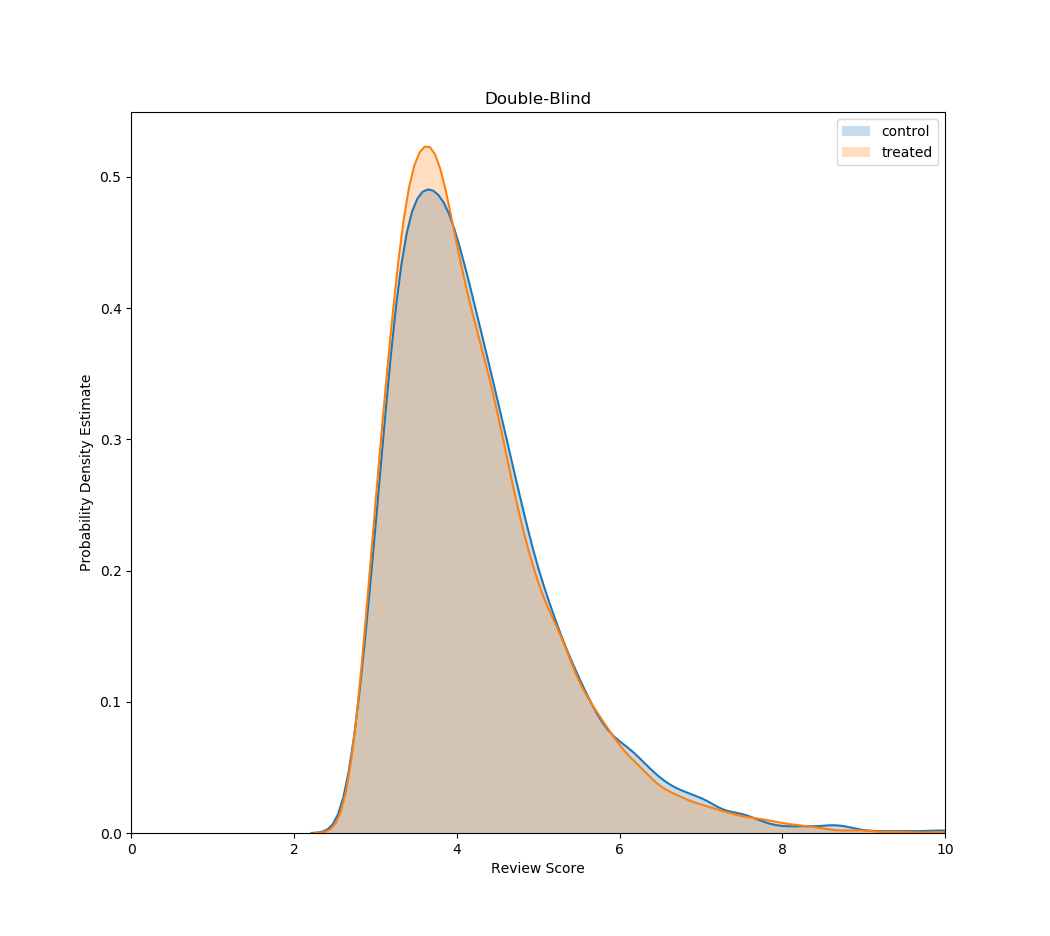 Double-Blind
control
treated
Probability Density Estimate
0.5
0.4
0.3
0.2
0.1
0.0
0 2 4 6 8 10
Review Score